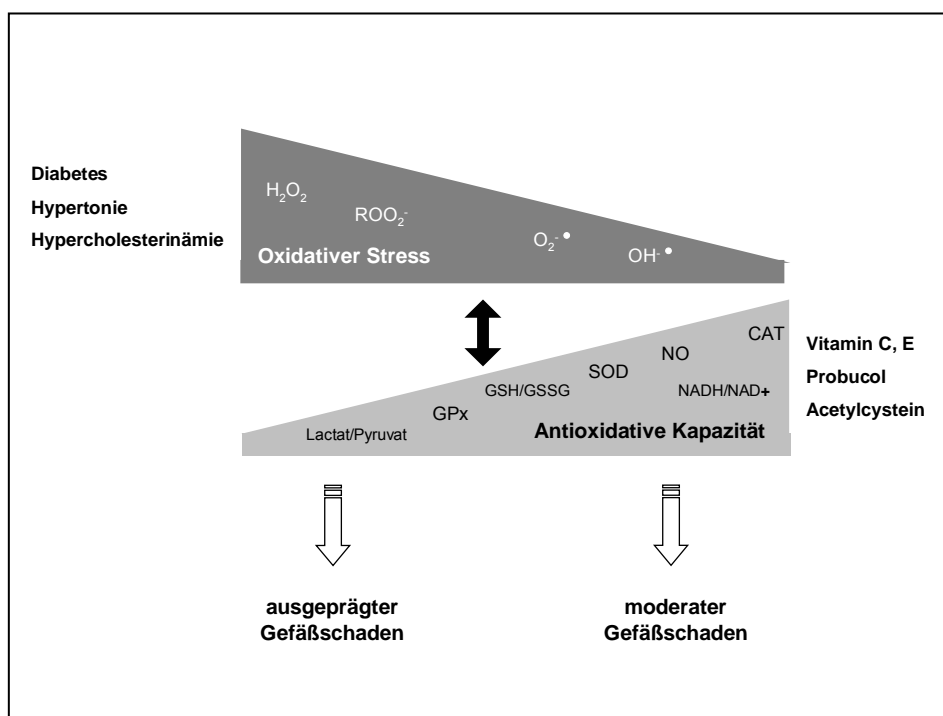 Diabetes
Hypertonie
Hypercholesterinämie
H₂O₂
ROO₂⁻
O₂⁻•
OH⁻•
Oxidativer Stress
CAT
NO
SOD
GSH/GSSG
NADH/NAD+
GPx
Lactat/Pyruvat
Antioxidative Kapazität
Vitamin C, E
Probucol
Acetylcystein
ausgeprägter
Gefäßschaden
moderater
Gefäßschaden